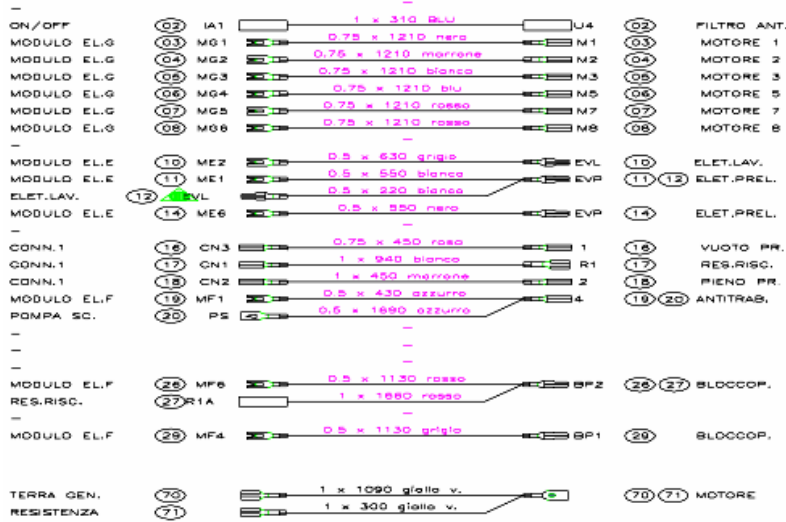 ON/OFF 02 IA1 1 x 310 BLU U4 02 FILTRO ANT.
MODULO EL.G 03 MG1 0.75 x 1210 nero M1 03 MOTORE 1
MODULO EL.G 04 MG2 0.75 x 1210 marrone M2 04 MOTORE 2
MODULO EL.G 05 MG3 0.75 x 1210 bianco M3 05 MOTORE 3
MODULO EL.G 06 MG4 0.75 x 1210 blu M5 06 MOTORE 5
MODULO EL.G 07 MG5 0.75 x 1210 rosso M7 07 MOTORE 7
MODULO EL.G 08 MG6 0.75 x 1210 rosso M8 08 MOTORE 8
MODULO EL.E 10 ME2 0.5 x 630 grigio EVL 10 ELET.LAV.
MODULO EL.E 11 ME1 0.5 x 550 bianco EVP 11 12 ELET.PREL.
ELET.LAV. 12 EVL 0.5 x 220 bianco
MODULO EL.E 14 ME6 0.5 x 550 nero EVP 14 ELET.PREL.
CONN.1 16 CN3 0.75 x 450 rosa 1 16 VUOTO PR.
CONN.1 17 CN1 1 x 940 bianco R1 17 RES.RISC.
CONN.1 18 CN2 1 x 450 marrone 2 18 PIENO PR.
MODULO EL.F 19 MF1 0.5 x 430 azzurro 4 19 20 ANTITRAB.
POMPA SC. 20 PS 0.5 x 1690 azzurro
MODULO EL.F 26 MF6 0.5 x 1130 rosso BP2 26 27 BLOCCOP.
RES.RISC. 27 R1A 1 x 1660 rosso
MODULO EL.F 29 MF4 0.5 x 1130 grigio BP1 29 BLOCCOP.
TERRA GEN. 70 1 x 1090 giallo v. 70 71 MOTORE
RESISTENZA 71 1 x 300 giallo v.